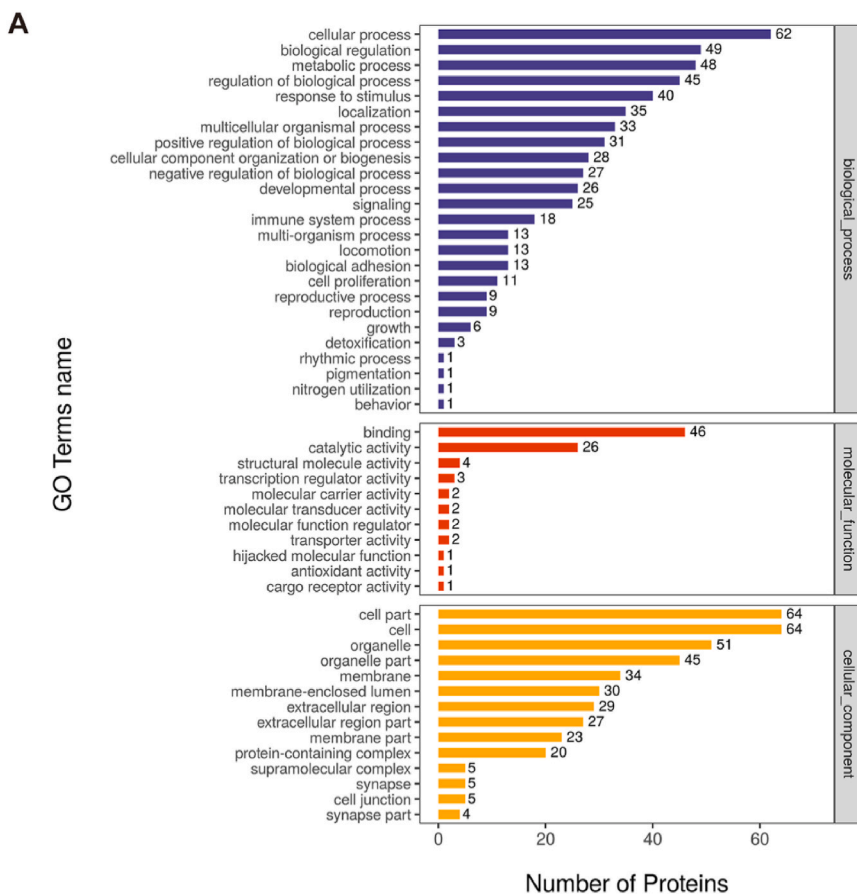 A
cellular process 62
biological regulation 49
metabolic process 48
regulation of biological process 45
response to stimulus 40
localization 35
multicellular organismal process 33
positive regulation of biological process 31
cellular component organization or biogenesis 28
negative regulation of biological process 27
developmental process 26
signaling 25
immune system process 18
multi-organism process 13
locomotion 13
biological adhesion 13
cell proliferation 11
reproductive process 9
reproduction 9
growth 6
detoxification 3
rhythmic process 1
pigmentation 1
nitrogen utilization 1
behavior 1
biological_process
binding 46
catalytic activity 26
structural molecule activity 4
transcription regulator activity 3
molecular carrier activity 2
molecular transducer activity 2
molecular function regulator 2
transporter activity 2
hijacked molecular function 1
antioxidant activity 1
cargo receptor activity 1
molecular_function
cell part 64
cell 64
organelle 51
organelle part 45
membrane 34
membrane-enclosed lumen 30
extracellular region 29
extracellular region part 27
membrane part 23
protein-containing complex 20
supramolecular complex 5
synapse 5
cell junction 5
synapse part 4
cellular_component
GO Terms name
0 20 40 60
Number of Proteins